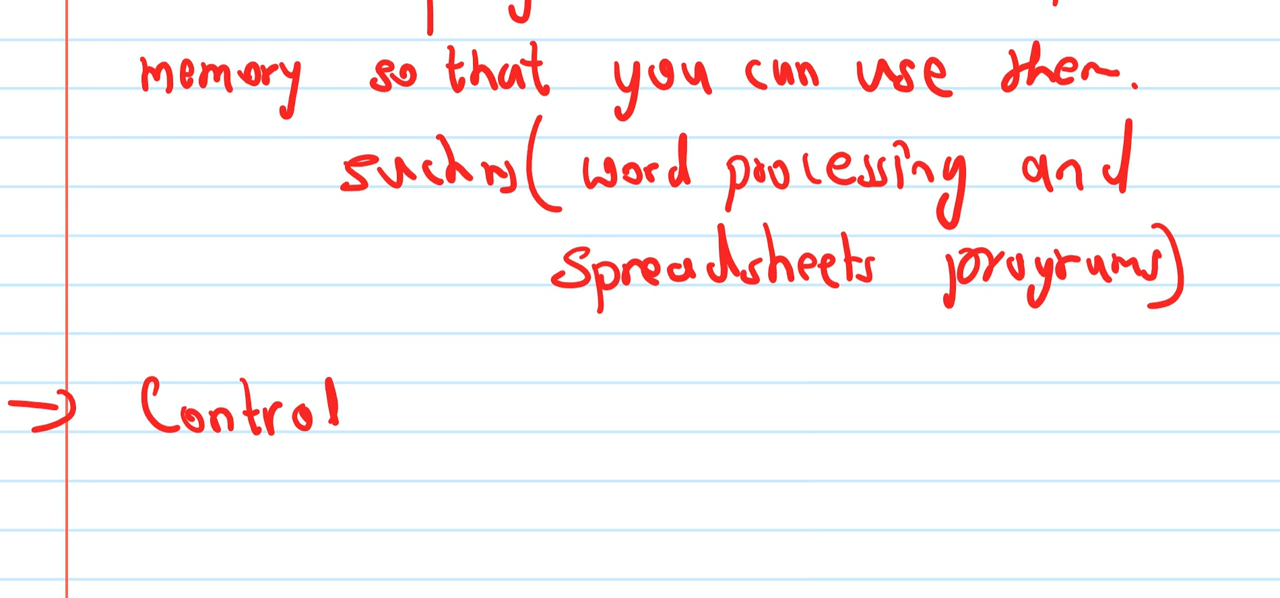 memory so that you can use them.
such as (word processing and
spreadsheets programs)
→ Control